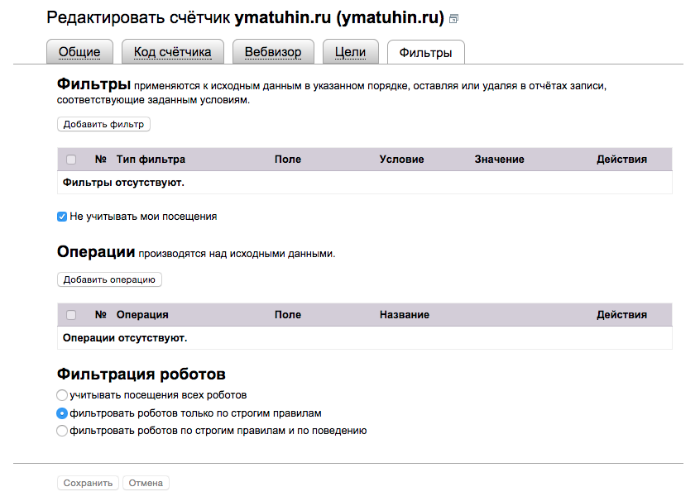 Редактировать счётчик ymatuhin.ru (ymatuhin.ru)
Общие Код счётчика Вебвизор Цели Фильтры
Фильтры применяются к исходным данным в указанном порядке, оставляя или удаляя в отчётах записи,
соответствующие заданным условиям.
Добавить фильтр
№ Тип фильтра Поле Условие Значение Действия
Фильтры отсутствуют.
Не учитывать мои посещения
Операции производятся над исходными данными.
Добавить операцию
№ Операция Поле Название Действия
Операции отсутствуют.
Фильтрация роботов
учитывать посещения всех роботов
фильтровать роботов только по строгим правилам
фильтровать роботов по строгим правилам и по поведению
Сохранить Отмена